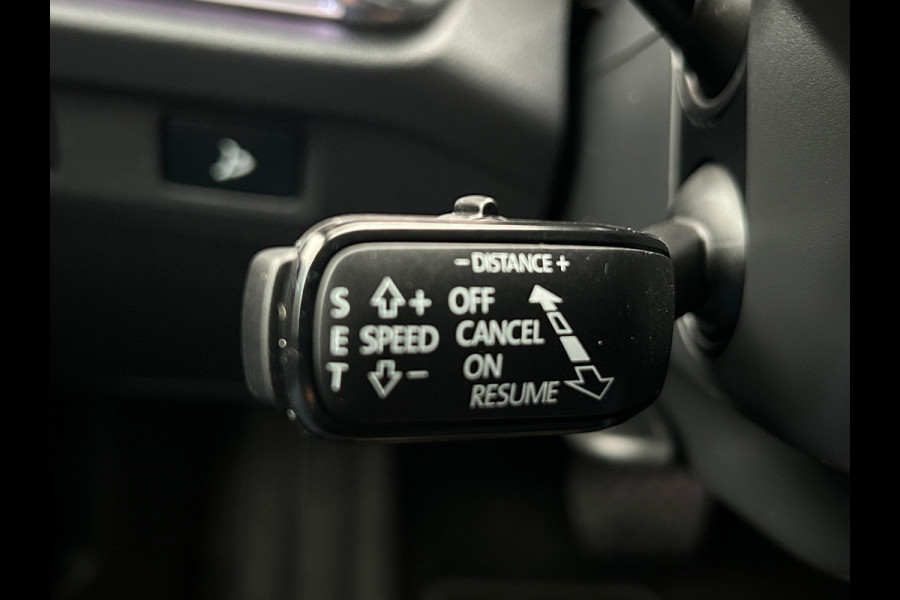 - DISTANCE +
S + OFF
E SPEED CANCEL
T - ON
RESUME